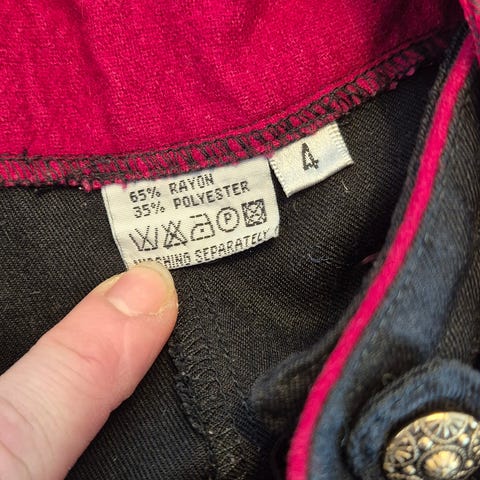 65% RAYON
35% POLYESTER
P
WASHING SEPARATELY
4